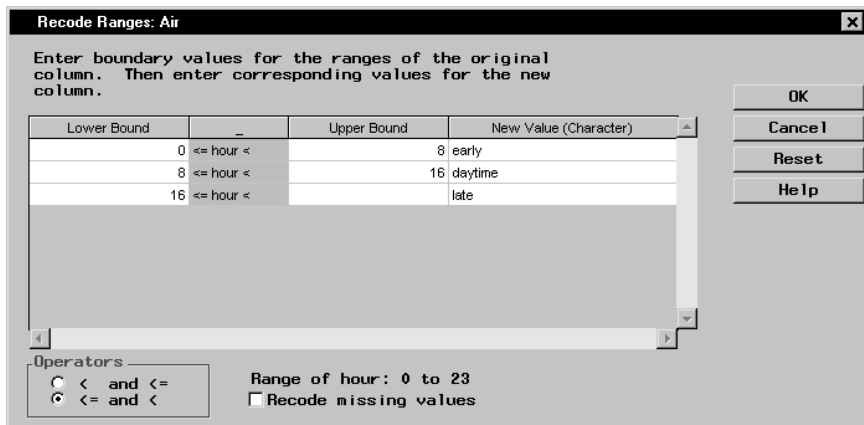 Recode Ranges: Air
Enter boundary values for the ranges of the original
column. Then enter corresponding values for the new
column.
OK
Cancel
Reset
Help
Lower Bound _ Upper Bound New Value (Character)
0 <= hour < 8 early
8 <= hour < 16 daytime
16 <= hour < late
Operators
< and <=
<= and <
Range of hour: 0 to 23
Recode missing values